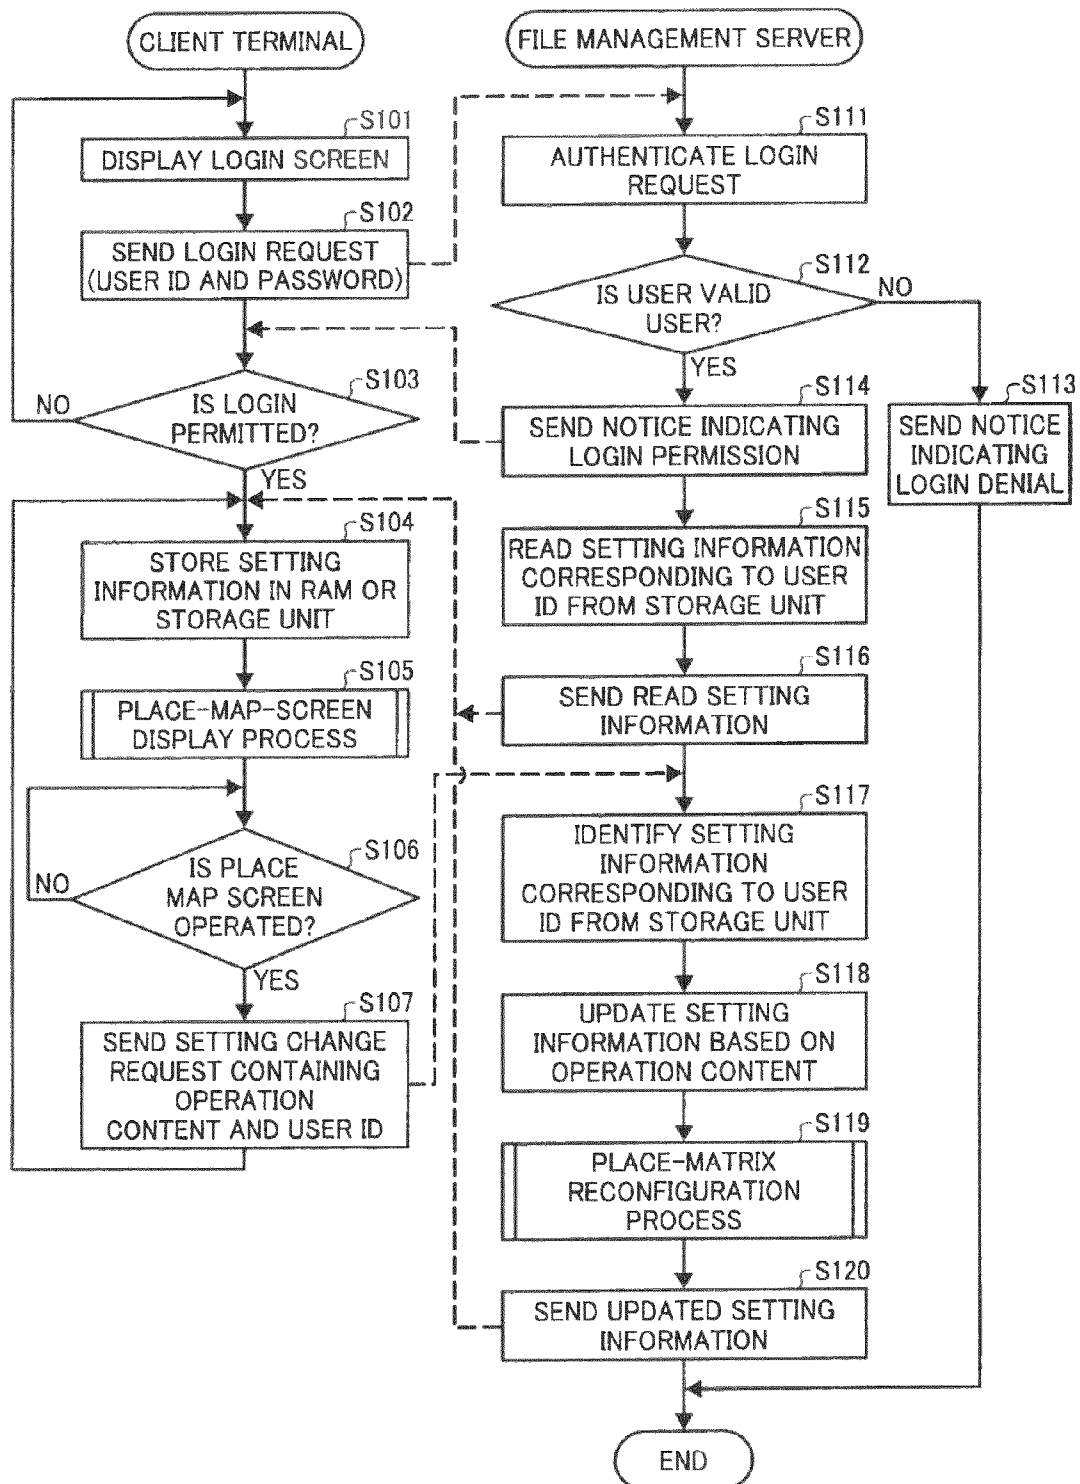 CLIENT TERMINAL
S101
DISPLAY LOGIN SCREEN
S102
SEND LOGIN REQUEST
(USER ID AND PASSWORD)
S103
IS LOGIN
PERMITTED?
NO
YES
S104
STORE SETTING
INFORMATION IN RAM OR
STORAGE UNIT
S105
PLACE-MAP-SCREEN
DISPLAY PROCESS
S106
IS PLACE
MAP SCREEN
OPERATED?
NO
YES
S107
SEND SETTING CHANGE
REQUEST CONTAINING
OPERATION
CONTENT AND USER ID
FILE MANAGEMENT SERVER
S111
AUTHENTICATE LOGIN
REQUEST
S112
IS USER VALID
USER?
NO
YES
S113
SEND NOTICE
INDICATING
LOGIN DENIAL
S114
SEND NOTICE INDICATING
LOGIN PERMISSION
S115
READ SETTING INFORMATION
CORRESPONDING TO USER
ID FROM STORAGE UNIT
S116
SEND READ SETTING
INFORMATION
S117
IDENTIFY SETTING
INFORMATION
CORRESPONDING TO USER
ID FROM STORAGE UNIT
S118
UPDATE SETTING
INFORMATION BASED ON
OPERATION CONTENT
S119
PLACE-MATRIX
RECONFIGURATION
PROCESS
S120
SEND UPDATED SETTING
INFORMATION
END